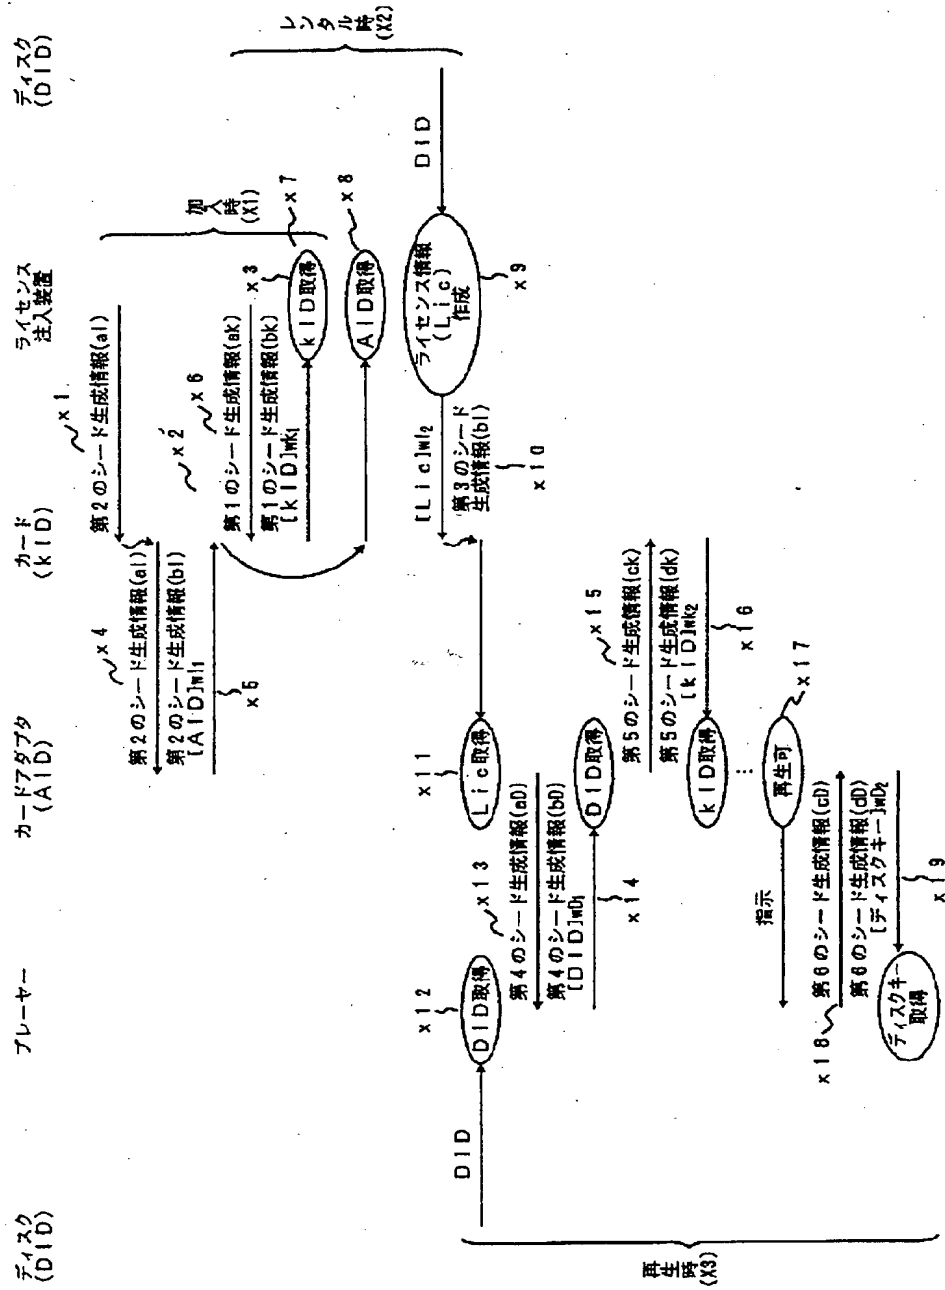 ディスク
(DID)
プレーヤー
カードアダプタ
(AID)
カード
(kID)
ライセンス
注入装置
ディスク
(DID)
加入時
(X1)
レンタル時
(X2)
x1
第2のシード生成情報(al)
x4
第2のシード生成情報(al)
第2のシード生成情報(bl)
[AID]wl1
x5
x2
x6
第1のシード生成情報(ak)
x3
第1のシード生成情報(bk)
[kID]wk1
kID取得
x7
AID取得
x8
DID
ライセンス情報
(Lic)
作成
x9
[Lic]wl2
第3のシード
生成情報(bl)
x10
Lic取得
x11
DID
DID取得
x12
x13
第4のシード生成情報(aD)
第4のシード生成情報(bD)
[DID]wD1
x14
DID取得
x15
第5のシード生成情報(ck)
第5のシード生成情報(dk)
[kID]wk2
x16
kID取得
再生可
x17
指示
x18
第6のシード生成情報(cD)
第6のシード生成情報(dD)
[ディスクキー]wD2
x19
ディスクキー
取得
再生時
(X3)